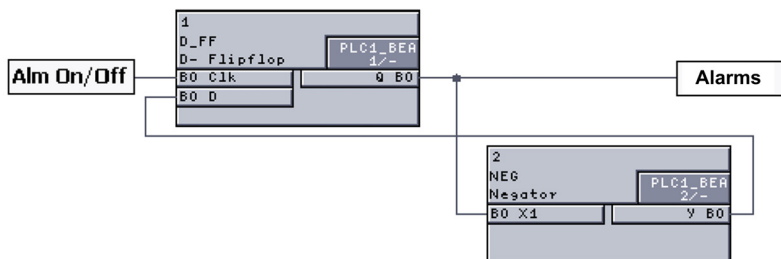 1
D_FF
D- Flipflop
PLC1_BEA
1/-
Alm On/Off
BO Clk
Q BO
BO D
Alarms
2
NEG
Negator
PLC1_BEA
2/-
BO X1
Y BO